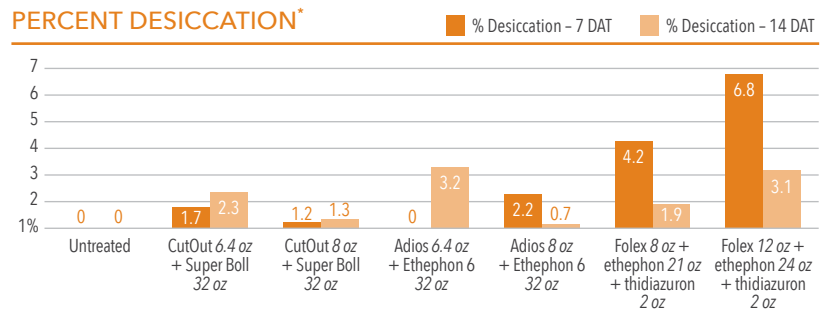 PERCENT DESICCATION*
% Desiccation – 7 DAT % Desiccation – 14 DAT
7
6
5
4
3
2
1%
0 0
1.7 2.3
1.2 1.3
0 3.2
2.2 0.7
4.2 1.9
6.8 3.1
Untreated
CutOut 6.4 oz
+ Super Boll
32 oz
CutOut 8 oz
+ Super Boll
32 oz
Adios 6.4 oz
+ Ethephon 6
32 oz
Adios 8 oz
+ Ethephon 6
32 oz
Folex 8 oz +
ethephon 21 oz
+ thidiazuron
2 oz
Folex 12 oz +
ethephon 24 oz
+ thidiazuron
2 oz